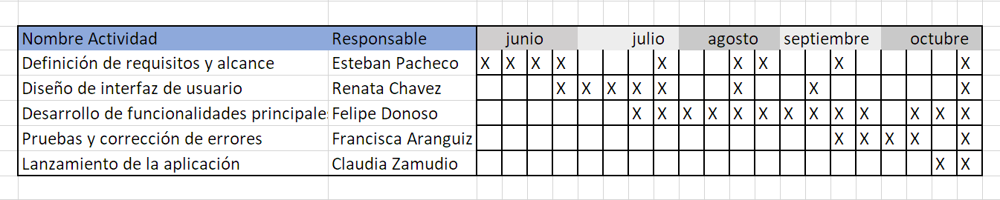 Nombre Actividad Responsable junio julio agosto septiembre octubre
Definición de requisitos y alcance Esteban Pacheco X X X X X X X X X
Diseño de interfaz de usuario Renata Chavez X X X X X X X X
Desarrollo de funcionalidades principales Felipe Donoso X X X X X X X X X X X X X
Pruebas y corrección de errores Francisca Aranguiz X X X X X
Lanzamiento de la aplicación Claudia Zamudio X X